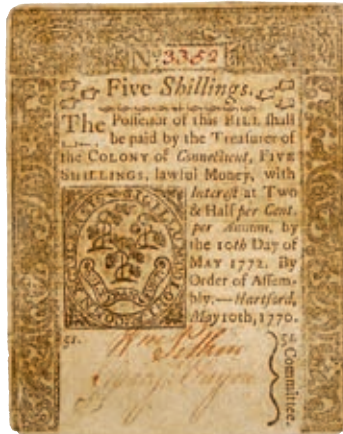 No. 3352
Five Shillings.
The Possessor of this BILL shall
be paid by the Treasurer of
the COLONY of Connecticut, FIVE
SHILLINGS, lawful Money, with
Interest at Two
& Half per Cent.
per Annum, by
the 10th Day of
MAY 1772. By
Order of Assem-
bly.—Hartford,
May 10th, 1770.
5s. 5s.
Committee.